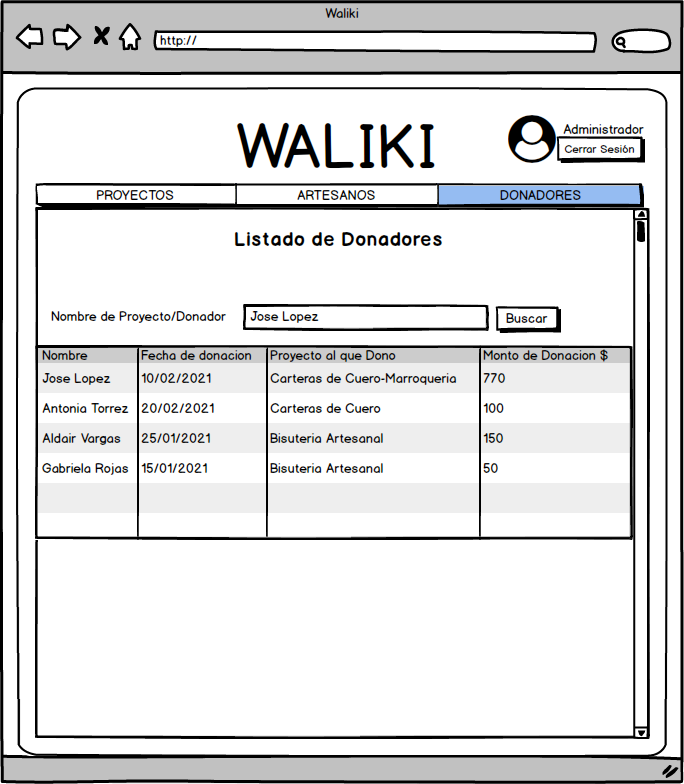 Waliki
http://
WALIKI
Administrador
Cerrar Sesión
PROYECTOS ARTESANOS DONADORES
Listado de Donadores
Nombre de Proyecto/Donador Jose Lopez Buscar
Nombre Fecha de donacion Proyecto al que Dono Monto de Donacion $
Jose Lopez 10/02/2021 Carteras de Cuero-Marroqueria 770
Antonia Torrez 20/02/2021 Carteras de Cuero 100
Aldair Vargas 25/01/2021 Bisuteria Artesanal 150
Gabriela Rojas 15/01/2021 Bisuteria Artesanal 50